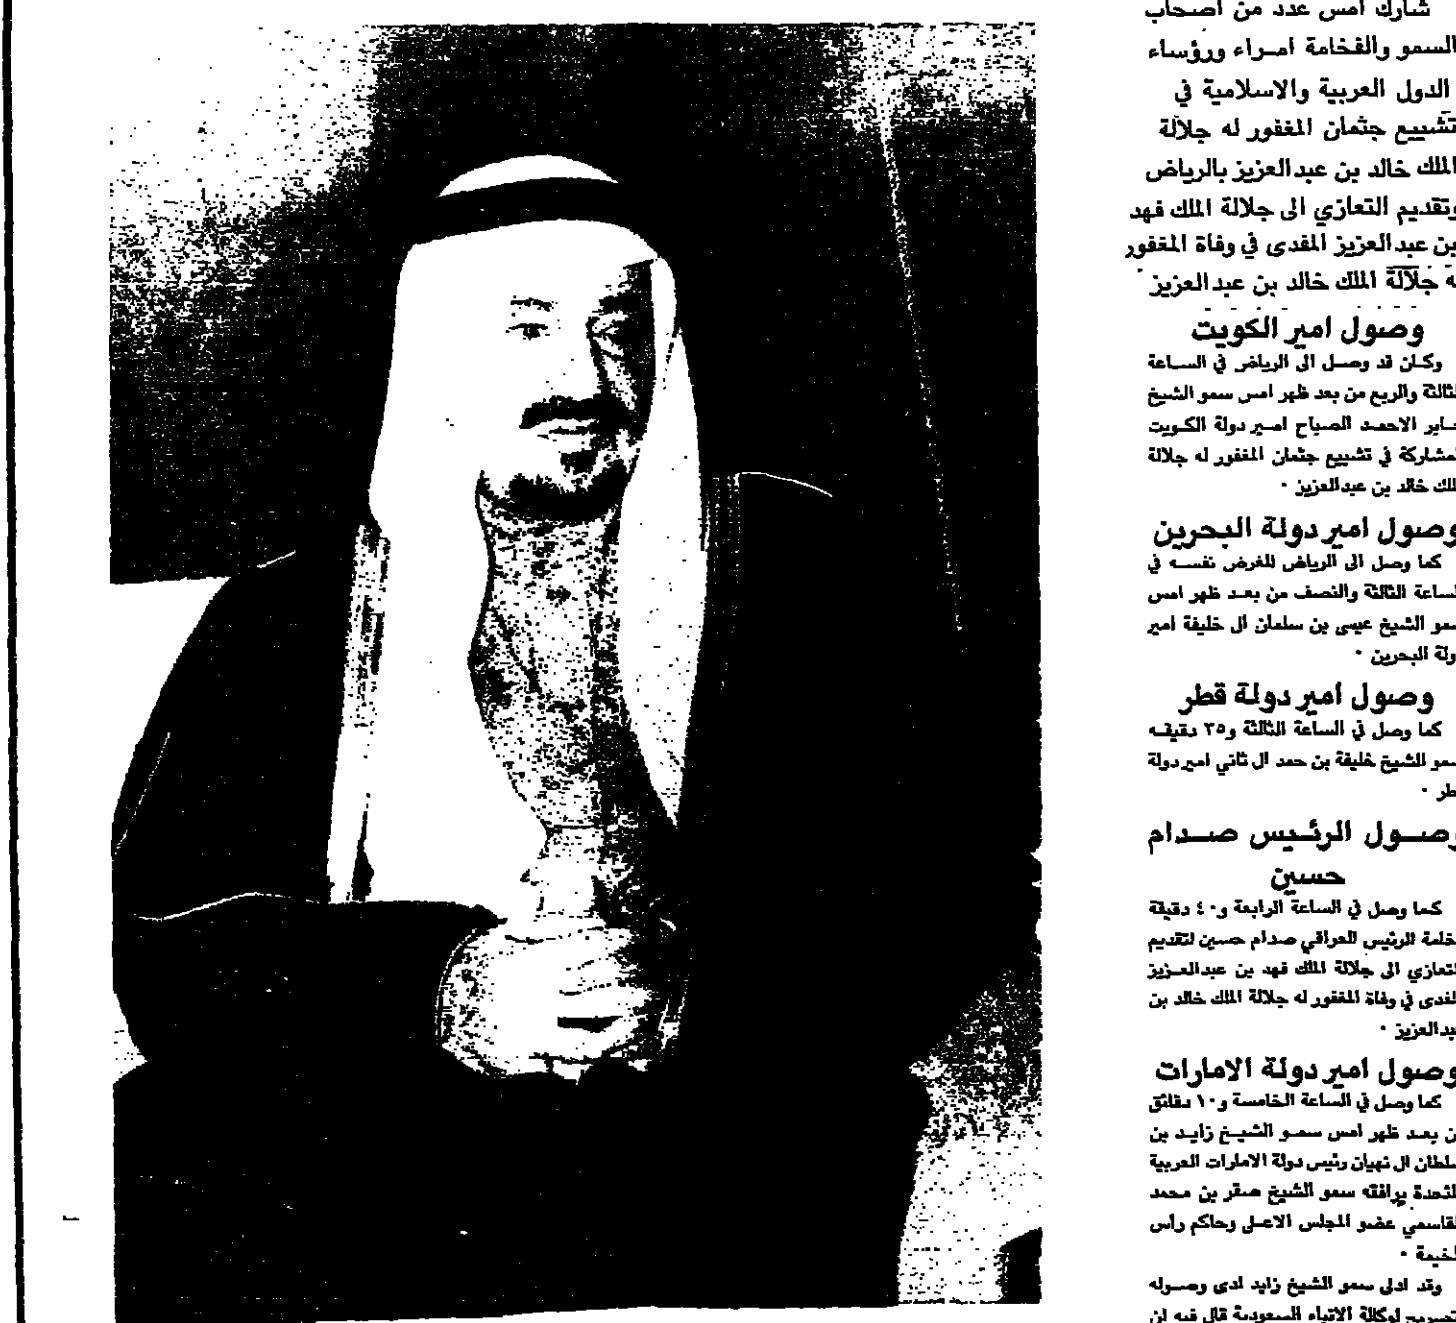 شارك امس عدد من اصحاب
السمو والفخامة امراء ورؤساء
الدول العربية والاسلامية في
تشييع جثمان المغفور له جلالة
الملك خالد بن عبدالعزيز بالرياض
وتقديم التعازي الى جلالة الملك فهد
بن عبدالعزيز المفدى في وفاة المغفور
جلالة الملك خالد بن عبدالعزيز
وصول امير الكويت
وكان قد وصل الى الرياض في الساعة
الثالثة والربع من بعد ظهر امس سمو الشيخ
جابر الاحمد الصباح امير دولة الكويت
لمشاركة في تشييع جثمان المغفور له جلالة
خالد بن عبدالعزيز ٠
وصول امير دولة البحرين
كما وصل الى الرياض للغرض نفسه في
الساعة الثالثة والنصف من بعد ظهر امس
سمو الشيخ عيسى بن سلمان ال خليفة امير
دولة البحرين ٠
وصول امير دولة قطر
كما وصل في الساعة الثالثة و٣٥ دقيقه
سمو الشيخ خليفة بن حمد ال ثاني امير دولة
قطر ٠
وصول الرئيس صدام
حسين
كما وصل في الساعة الرابعة و٤٠ دقيقة
فخامة الرئيس العراقي صدام حسين لتقديم
التعازي الى جلالة الملك فهد بن عبدالعزيز
المفدى في وفاة المغفور له جلالة الملك خالد بن
عبدالعزيز ٠
وصول امير دولة الامارات
كما وصل في الساعة الخامسة و١٠ دقائق
من بعد ظهر امس سمو الشيخ زايد بن
سلطان ال نهيان رئيس دولة الامارات العربية
المتحدة يرافقه سمو الشيخ صقر بن محمد
القاسمي عضو المجلس الاعلى وحاكم راس
الخيمة ٠
وقد ادلى سمو الشيخ زايد لدى وصوله
بتصريح لوكالة الانباء السعودية قال فيه ان